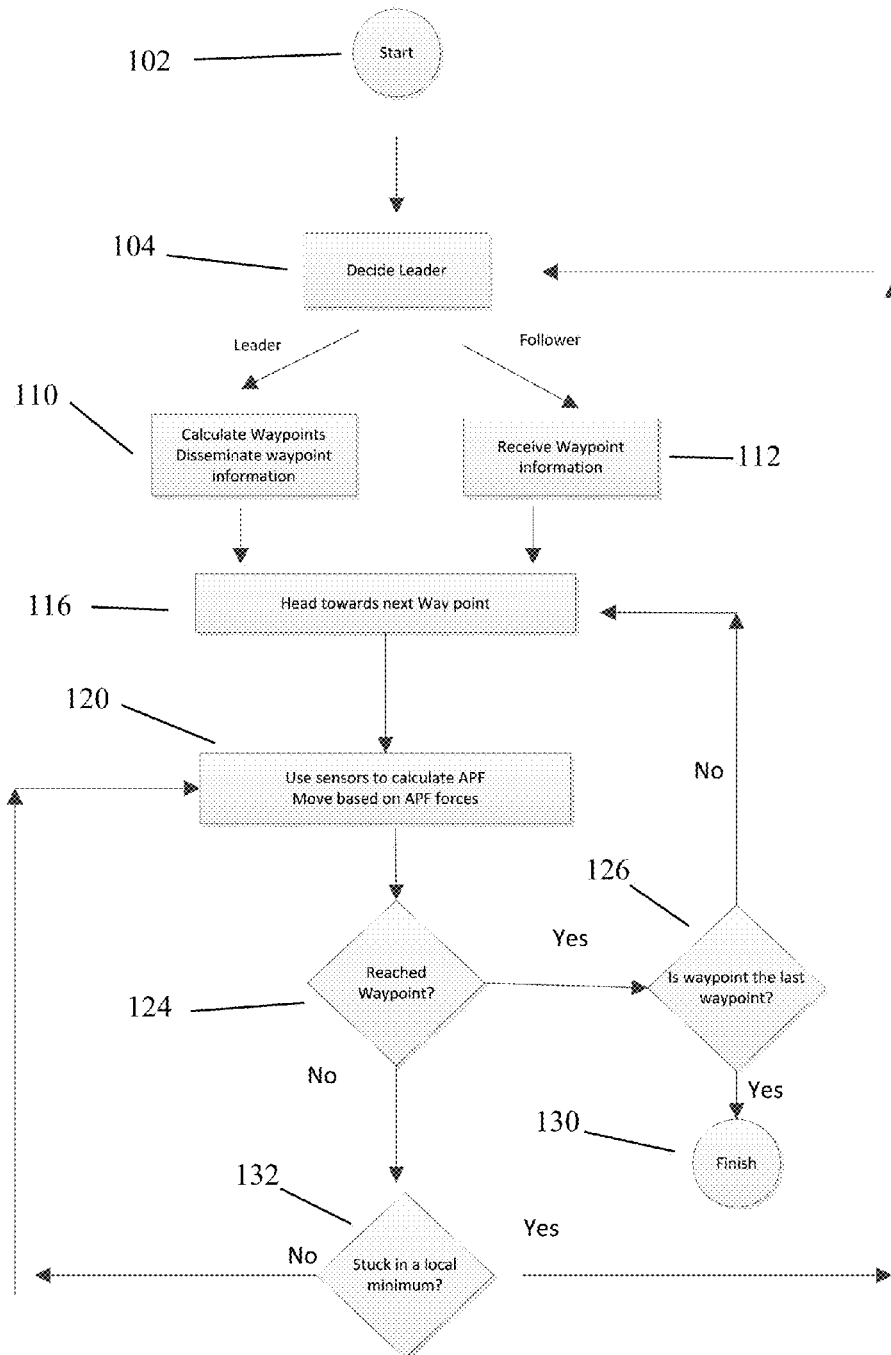 102
Start
104
Decide Leader
Leader
Follower
110
Calculate Waypoints
Disseminate waypoint
information
Receive Waypoint
information
112
116
Head towards next Way point
120
Use sensors to calculate APF
Move based on APF forces
No
126
Yes
Reached
Waypoint?
Is waypoint the last
waypoint?
124
No
Yes
130
Finish
132
No
Yes
Stuck in a local
minimum?